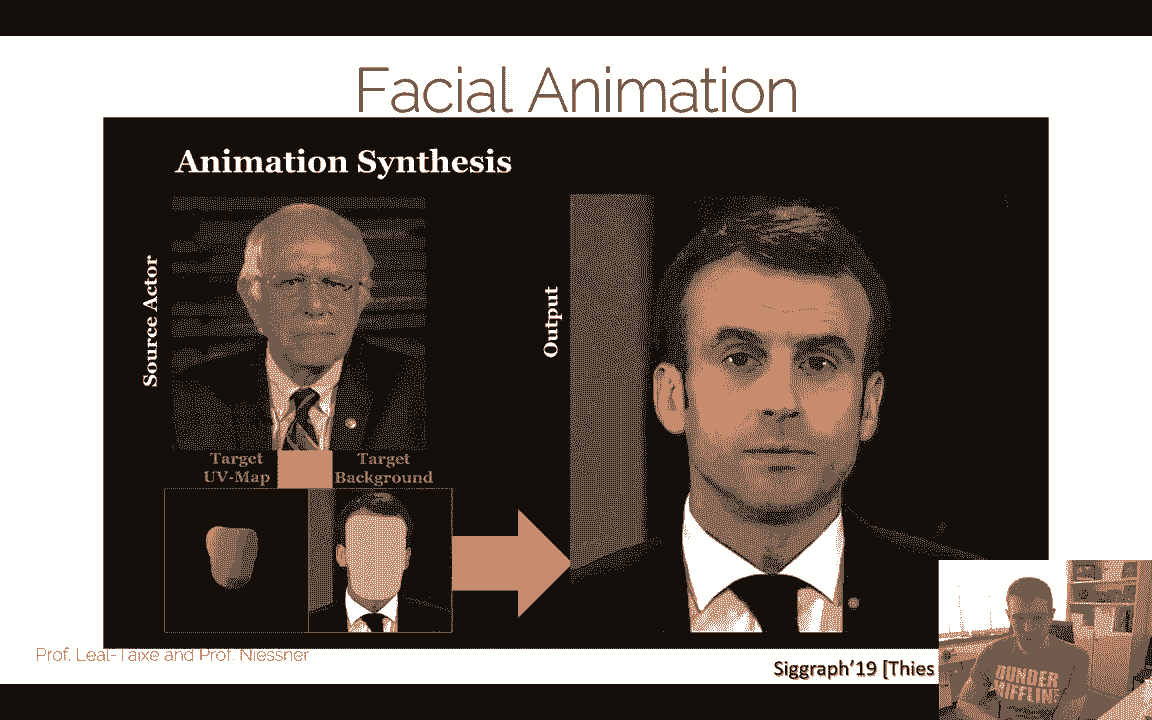 Facial Animation
Animation Synthesis
Source Actor
Output
Target
UV-Map
Target
Background
Prof. Leal-Taixe and Prof. Niessner
Siggraph'19 [Thies
DUNDER
MIFFLIN